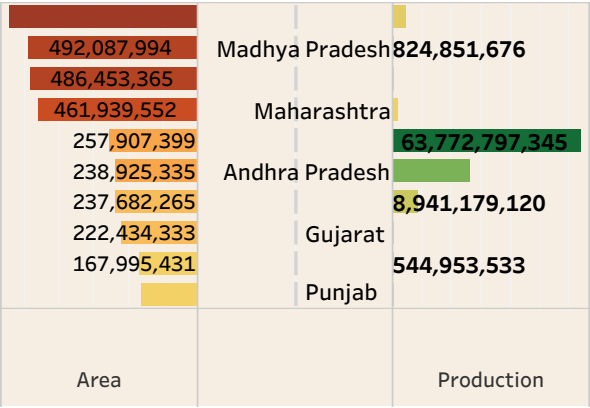 492,087,994 Madhya Pradesh 824,851,676
486,453,365
461,939,552 Maharashtra
257,907,399 63,772,797,345
238,925,335 Andhra Pradesh
237,682,265 8,941,179,120
222,434,333 Gujarat
167,995,431 544,953,533
Punjab
Area Production